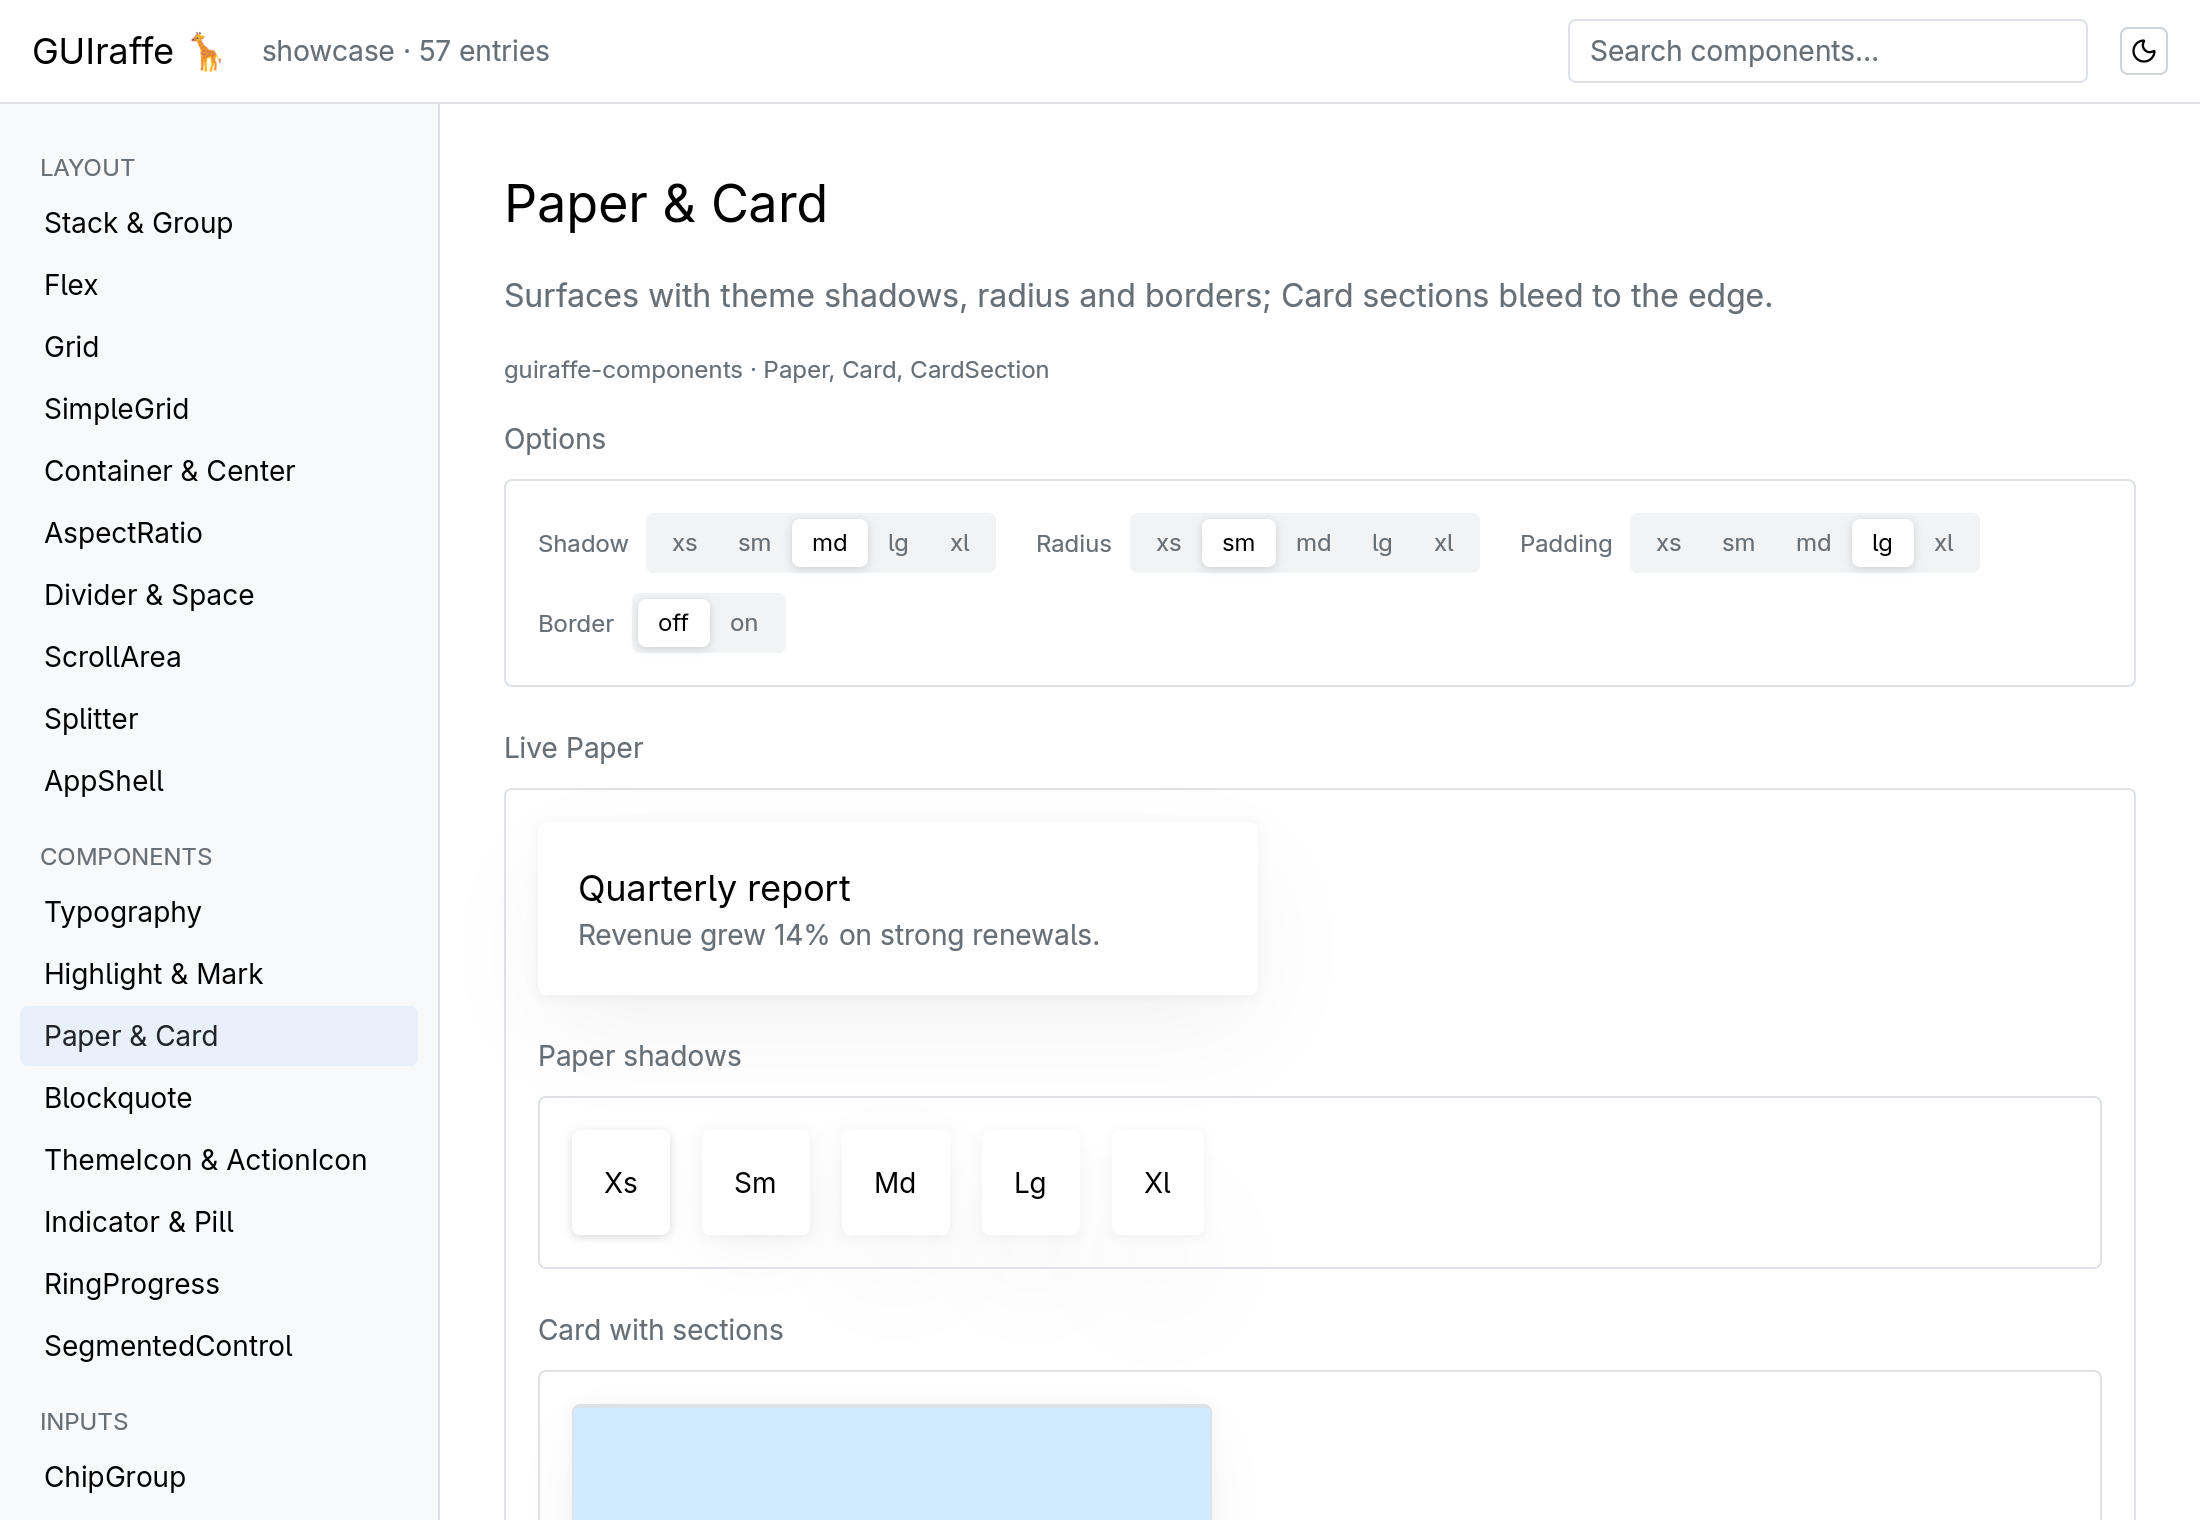 GUIraffe 🦒 showcase · 57 entries
Search components...
LAYOUT
Stack & Group
Flex
Grid
SimpleGrid
Container & Center
AspectRatio
Divider & Space
ScrollArea
Splitter
AppShell
COMPONENTS
Typography
Highlight & Mark
Paper & Card
Blockquote
ThemeIcon & ActionIcon
Indicator & Pill
RingProgress
SegmentedControl
INPUTS
ChipGroup
Paper & Card
Surfaces with theme shadows, radius and borders; Card sections bleed to the edge.
guiraffe-components · Paper, Card, CardSection
Options
Shadow xs sm md lg xl Radius xs sm md lg xl Padding xs sm md lg xl
Border off on
Live Paper
Quarterly report
Revenue grew 14% on strong renewals.
Paper shadows
Xs Sm Md Lg Xl
Card with sections